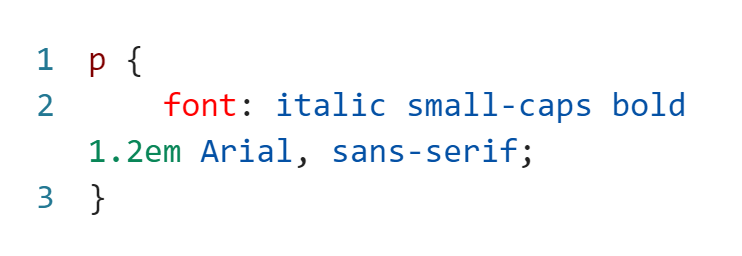 1 p {
2     font: italic small-caps bold
1.2em Arial, sans-serif;
3 }